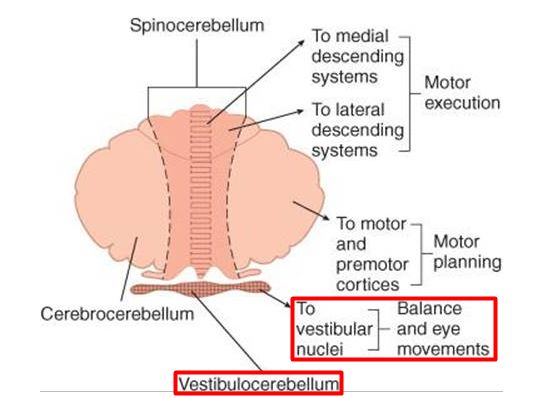 Spinocerebellum
To medial
descending
systems
To lateral
descending
systems
Motor
execution
To motor
and
premotor
cortices
Motor
planning
Cerebrocerebellum
To
vestibular
nuclei
Balance
and eye
movements
Vestibulocerebellum